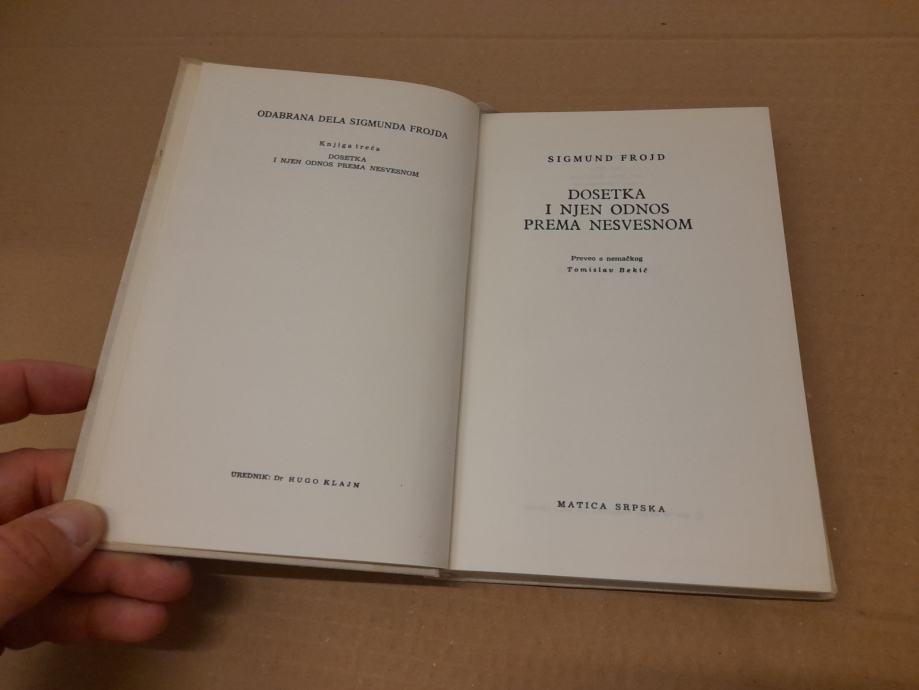 ODABRANA DELA SIGMUNDA FROJDA
Knjiga treća
DOSETKA
I NJEN ODNOS PREMA NESVESNOM
UREDNIK: Dr HUGO KLAJN
SIGMUND FROJD
DOSETKA
I NJEN ODNOS
PREMA NESVESNOM
Preveo s nemačkog
Tomislav Bekić
MATICA SRPSKA